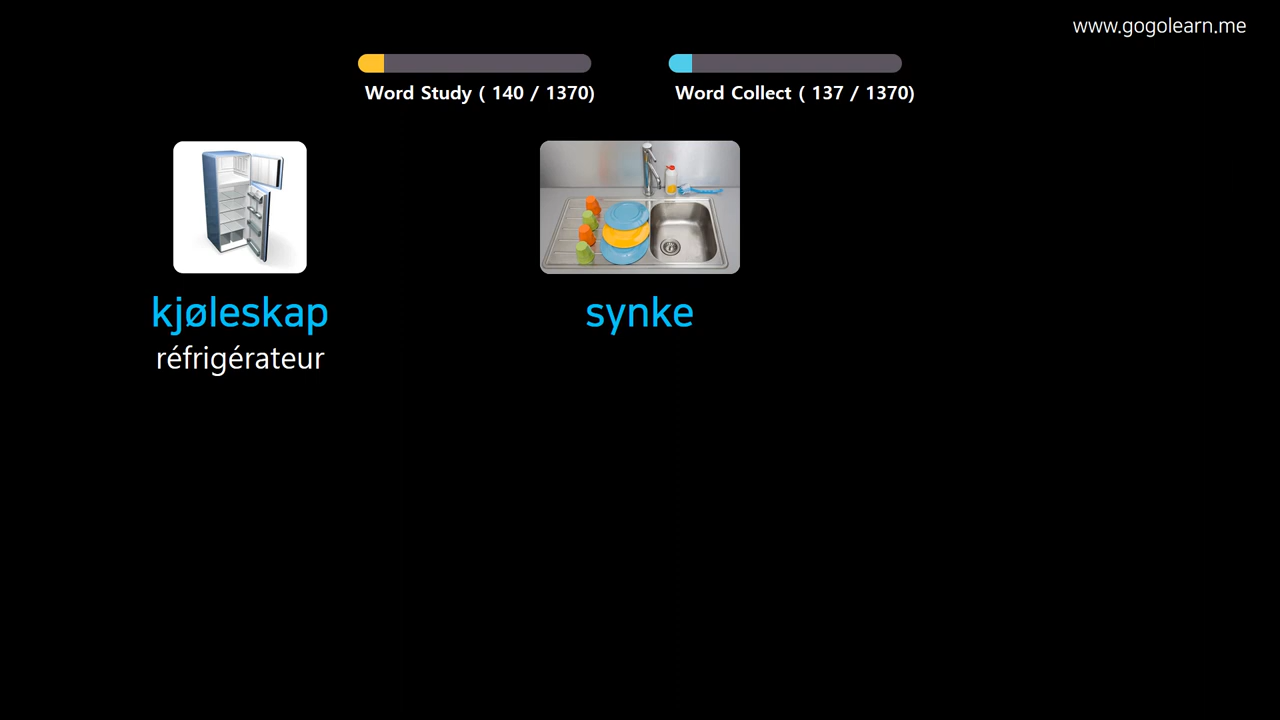 www.gogolearn.me
Word Study ( 140 / 1370)
Word Collect ( 137 / 1370)
kjøleskap
réfrigérateur
synke